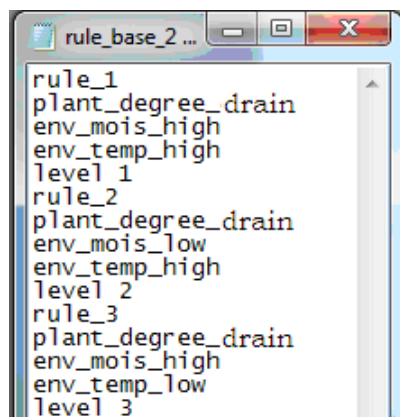 rule_base_2 ...
rule_1
plant_degree_drain
env_mois_high
env_temp_high
level 1
rule_2
plant_degree_drain
env_mois_low
env_temp_high
level 2
rule_3
plant_degree_drain
env_mois_high
env_temp_low
level 3